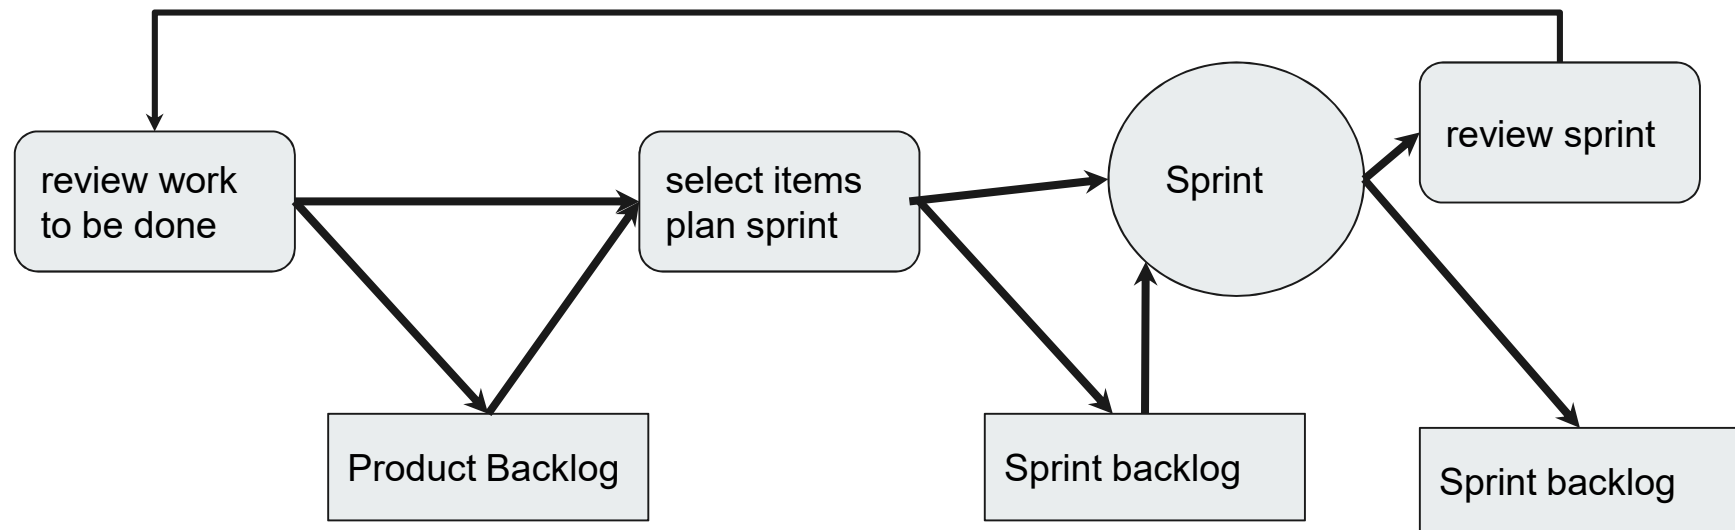 review work
to be done
select items
plan sprint
Sprint
review sprint
Product Backlog
Sprint backlog
Sprint backlog